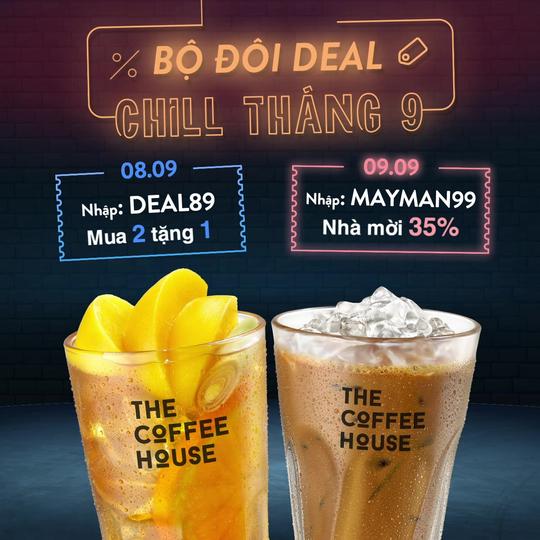 BỘ ĐÔI DEAL
CHILL THÁNG 9
08.09
Nhập: DEAL89
Mua 2 tặng 1
09.09
Nhập: MAYMAN99
Nhà mời 35%
THE
COFFEE
HOUSE
THE
COFFEE
HOUSE